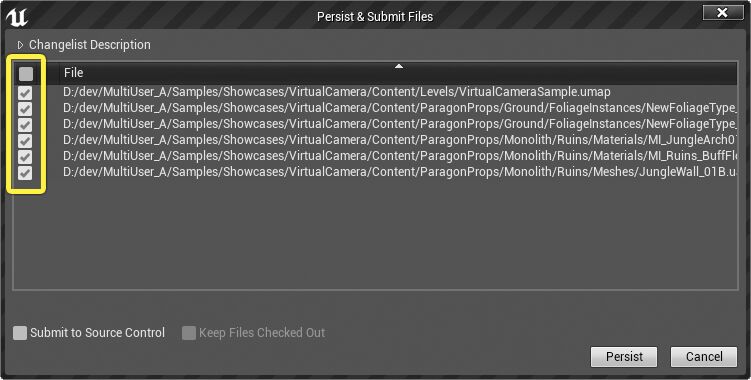 Persist & Submit Files
Changelist Description
File
D:/dev/MultiUser_A/Samples/Showcases/VirtualCamera/Content/Levels/VirtualCameraSample.umap
D:/dev/MultiUser_A/Samples/Showcases/VirtualCamera/Content/ParagonProps/Ground/FoliageInstances/NewFoliageType_
D:/dev/MultiUser_A/Samples/Showcases/VirtualCamera/Content/ParagonProps/Ground/FoliageInstances/NewFoliageType_
D:/dev/MultiUser_A/Samples/Showcases/VirtualCamera/Content/ParagonProps/Monolith/Ruins/Materials/MI_JungleArch01
D:/dev/MultiUser_A/Samples/Showcases/VirtualCamera/Content/ParagonProps/Monolith/Ruins/Materials/MI_Ruins_BuffFlo
D:/dev/MultiUser_A/Samples/Showcases/VirtualCamera/Content/ParagonProps/Monolith/Ruins/Meshes/JungleWall_01B.ua
Submit to Source Control
Keep Files Checked Out
Persist
Cancel